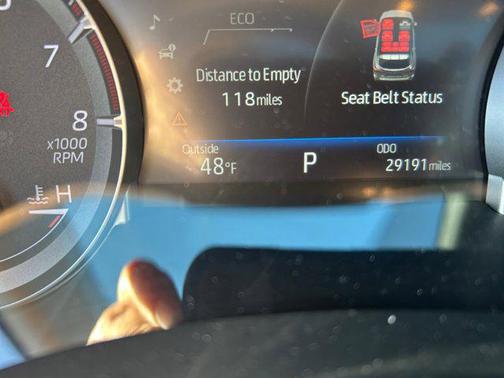 ECO
7
Distance to Empty
118 miles
Seat Belt Status
8
x1000
RPM
Outside
48°F
P
ODO
29191 miles
H